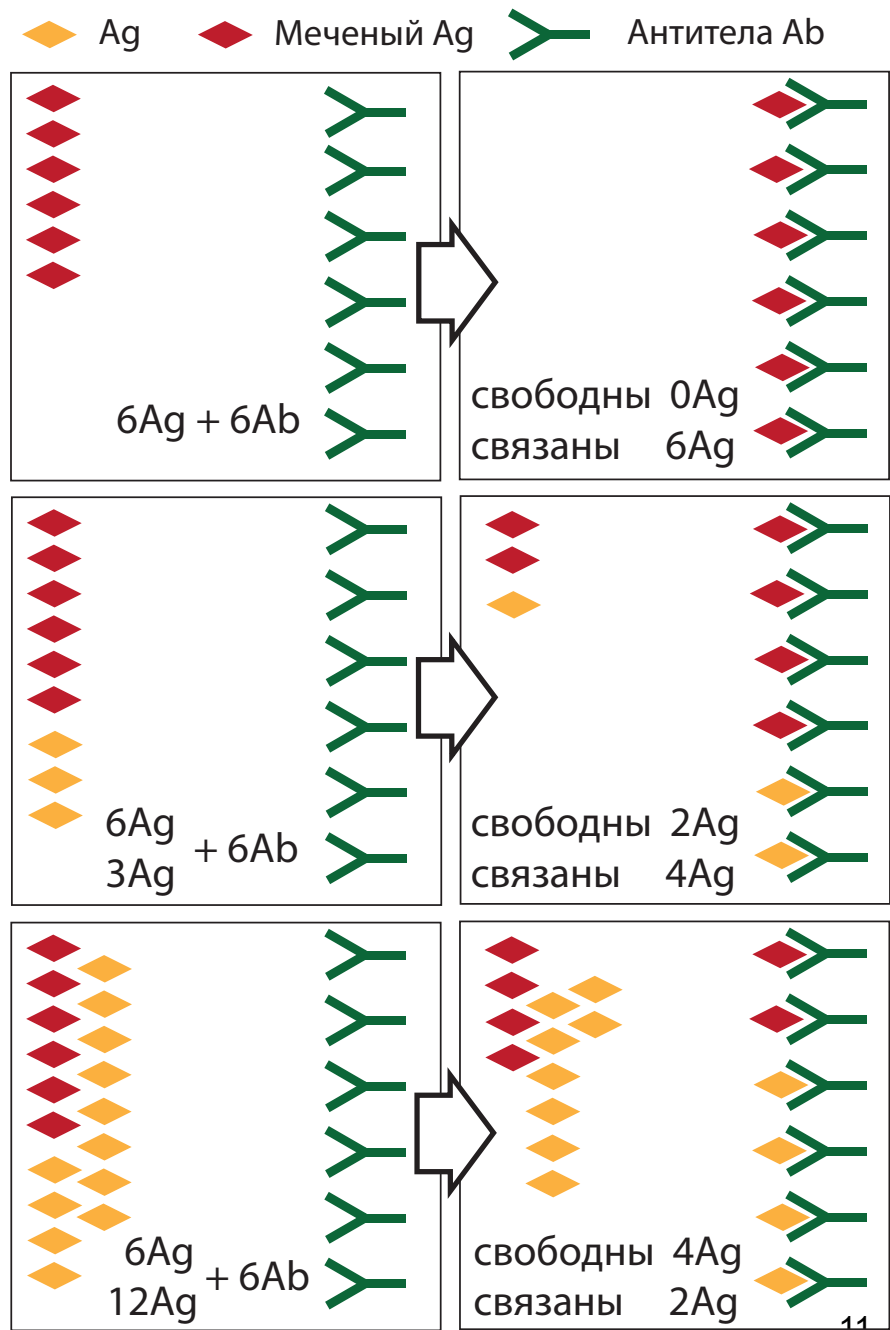 Ag Меченый Ag Антитела Ab
6Ag + 6Ab
свободны 0Ag
связаны 6Ag
6Ag
3Ag + 6Ab
свободны 2Ag
связаны 4Ag
6Ag
12Ag + 6Ab
свободны 4Ag
связаны 2Ag
11